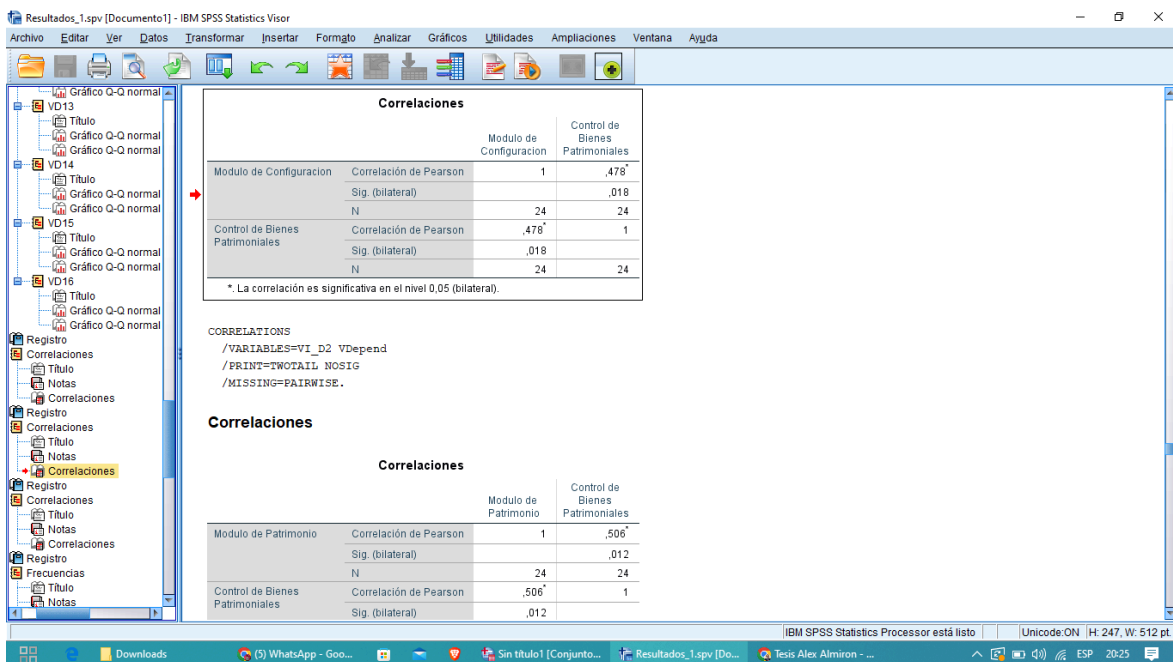 Resultados_1.spv [Documento1] - IBM SPSS Statistics Visor
Archivo Editar Ver Datos Transformar Insertar Formato Analizar Gráficos Utilidades Ampliaciones Ventana Ayuda
Gráfico Q-Q normal
VD13
Título
Gráfico Q-Q normal
Gráfico Q-Q normal
VD14
Título
Gráfico Q-Q normal
Gráfico Q-Q normal
VD15
Título
Gráfico Q-Q normal
Gráfico Q-Q normal
VD16
Título
Gráfico Q-Q normal
Gráfico Q-Q normal
Registro
Correlaciones
Título
Notas
Correlaciones
Registro
Correlaciones
Título
Notas
Correlaciones
Registro
Correlaciones
Título
Notas
Correlaciones
Registro
Frecuencias
Título
Notas
Correlaciones
Modulo de Configuracion Control de Bienes Patrimoniales
Modulo de Configuracion Correlación de Pearson 1 ,478*
Sig. (bilateral) ,018
N 24 24
Control de Bienes Patrimoniales Correlación de Pearson ,478* 1
Sig. (bilateral) ,018
N 24 24
*. La correlación es significativa en el nivel 0,05 (bilateral).
CORRELATIONS
/VARIABLES=VI_D2 VDepend
/PRINT=TWOTAIL NOSIG
/MISSING=PAIRWISE.
Correlaciones
Correlaciones
Modulo de Patrimonio Control de Bienes Patrimoniales
Modulo de Patrimonio Correlación de Pearson 1 ,506*
Sig. (bilateral) ,012
N 24 24
Control de Bienes Patrimoniales Correlación de Pearson ,506* 1
Sig. (bilateral) ,012
IBM SPSS Statistics Processor está listo Unicode:ON H: 247, W: 512 pt.
Downloads (5) WhatsApp - Goo... Sin título1 [Conjunto... Resultados_1.spv [Do... Tesis Alex Almiron - ... ESP 20:25